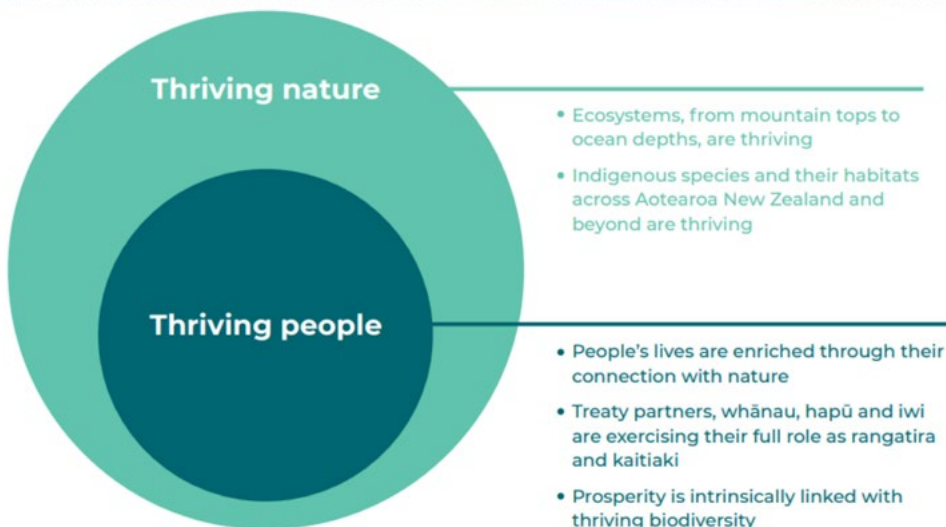 Thriving nature
• Ecosystems, from mountain tops to
ocean depths, are thriving
• Indigenous species and their habitats
across Aotearoa New Zealand and
beyond are thriving
Thriving people
• People’s lives are enriched through their
connection with nature
• Treaty partners, whānau, hapū and iwi
are exercising their full role as rangatira
and kaitiaki
• Prosperity is intrinsically linked with
thriving biodiversity